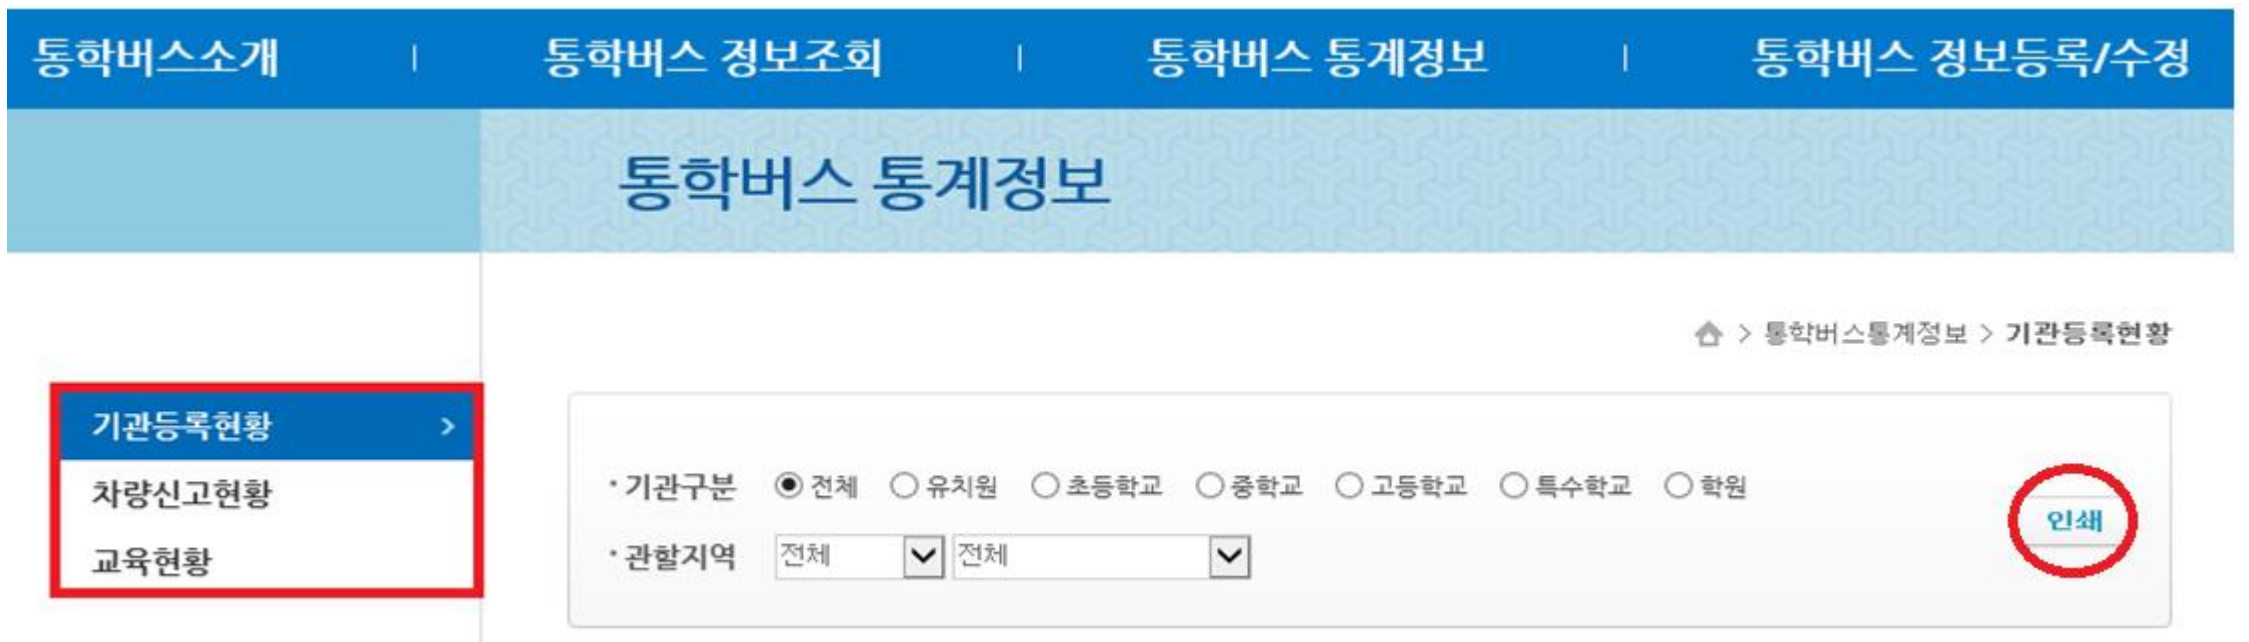 통학버스소개 | 통학버스 정보조회 | 통학버스 통계정보 | 통학버스 정보등록/수정
통학버스 통계정보
> 통학버스통계정보 > 기관등록현황
기관등록현황 >
차량신고현황
교육현황
· 기관구분 전체 유치원 초등학교 중학교 고등학교 특수학교 학원
· 관할지역 전체 전체
인쇄